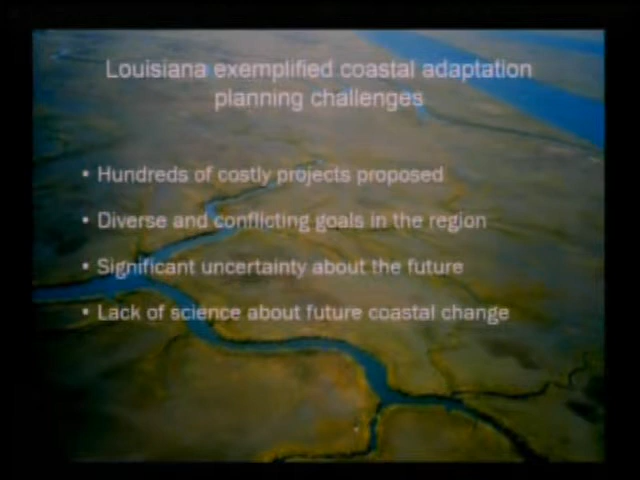 Louisiana exemplified coastal adaptation
planning challenges
• Hundreds of costly projects proposed
• Diverse and conflicting goals in the region
• Significant uncertainty about the future
• Lack of science about future coastal change